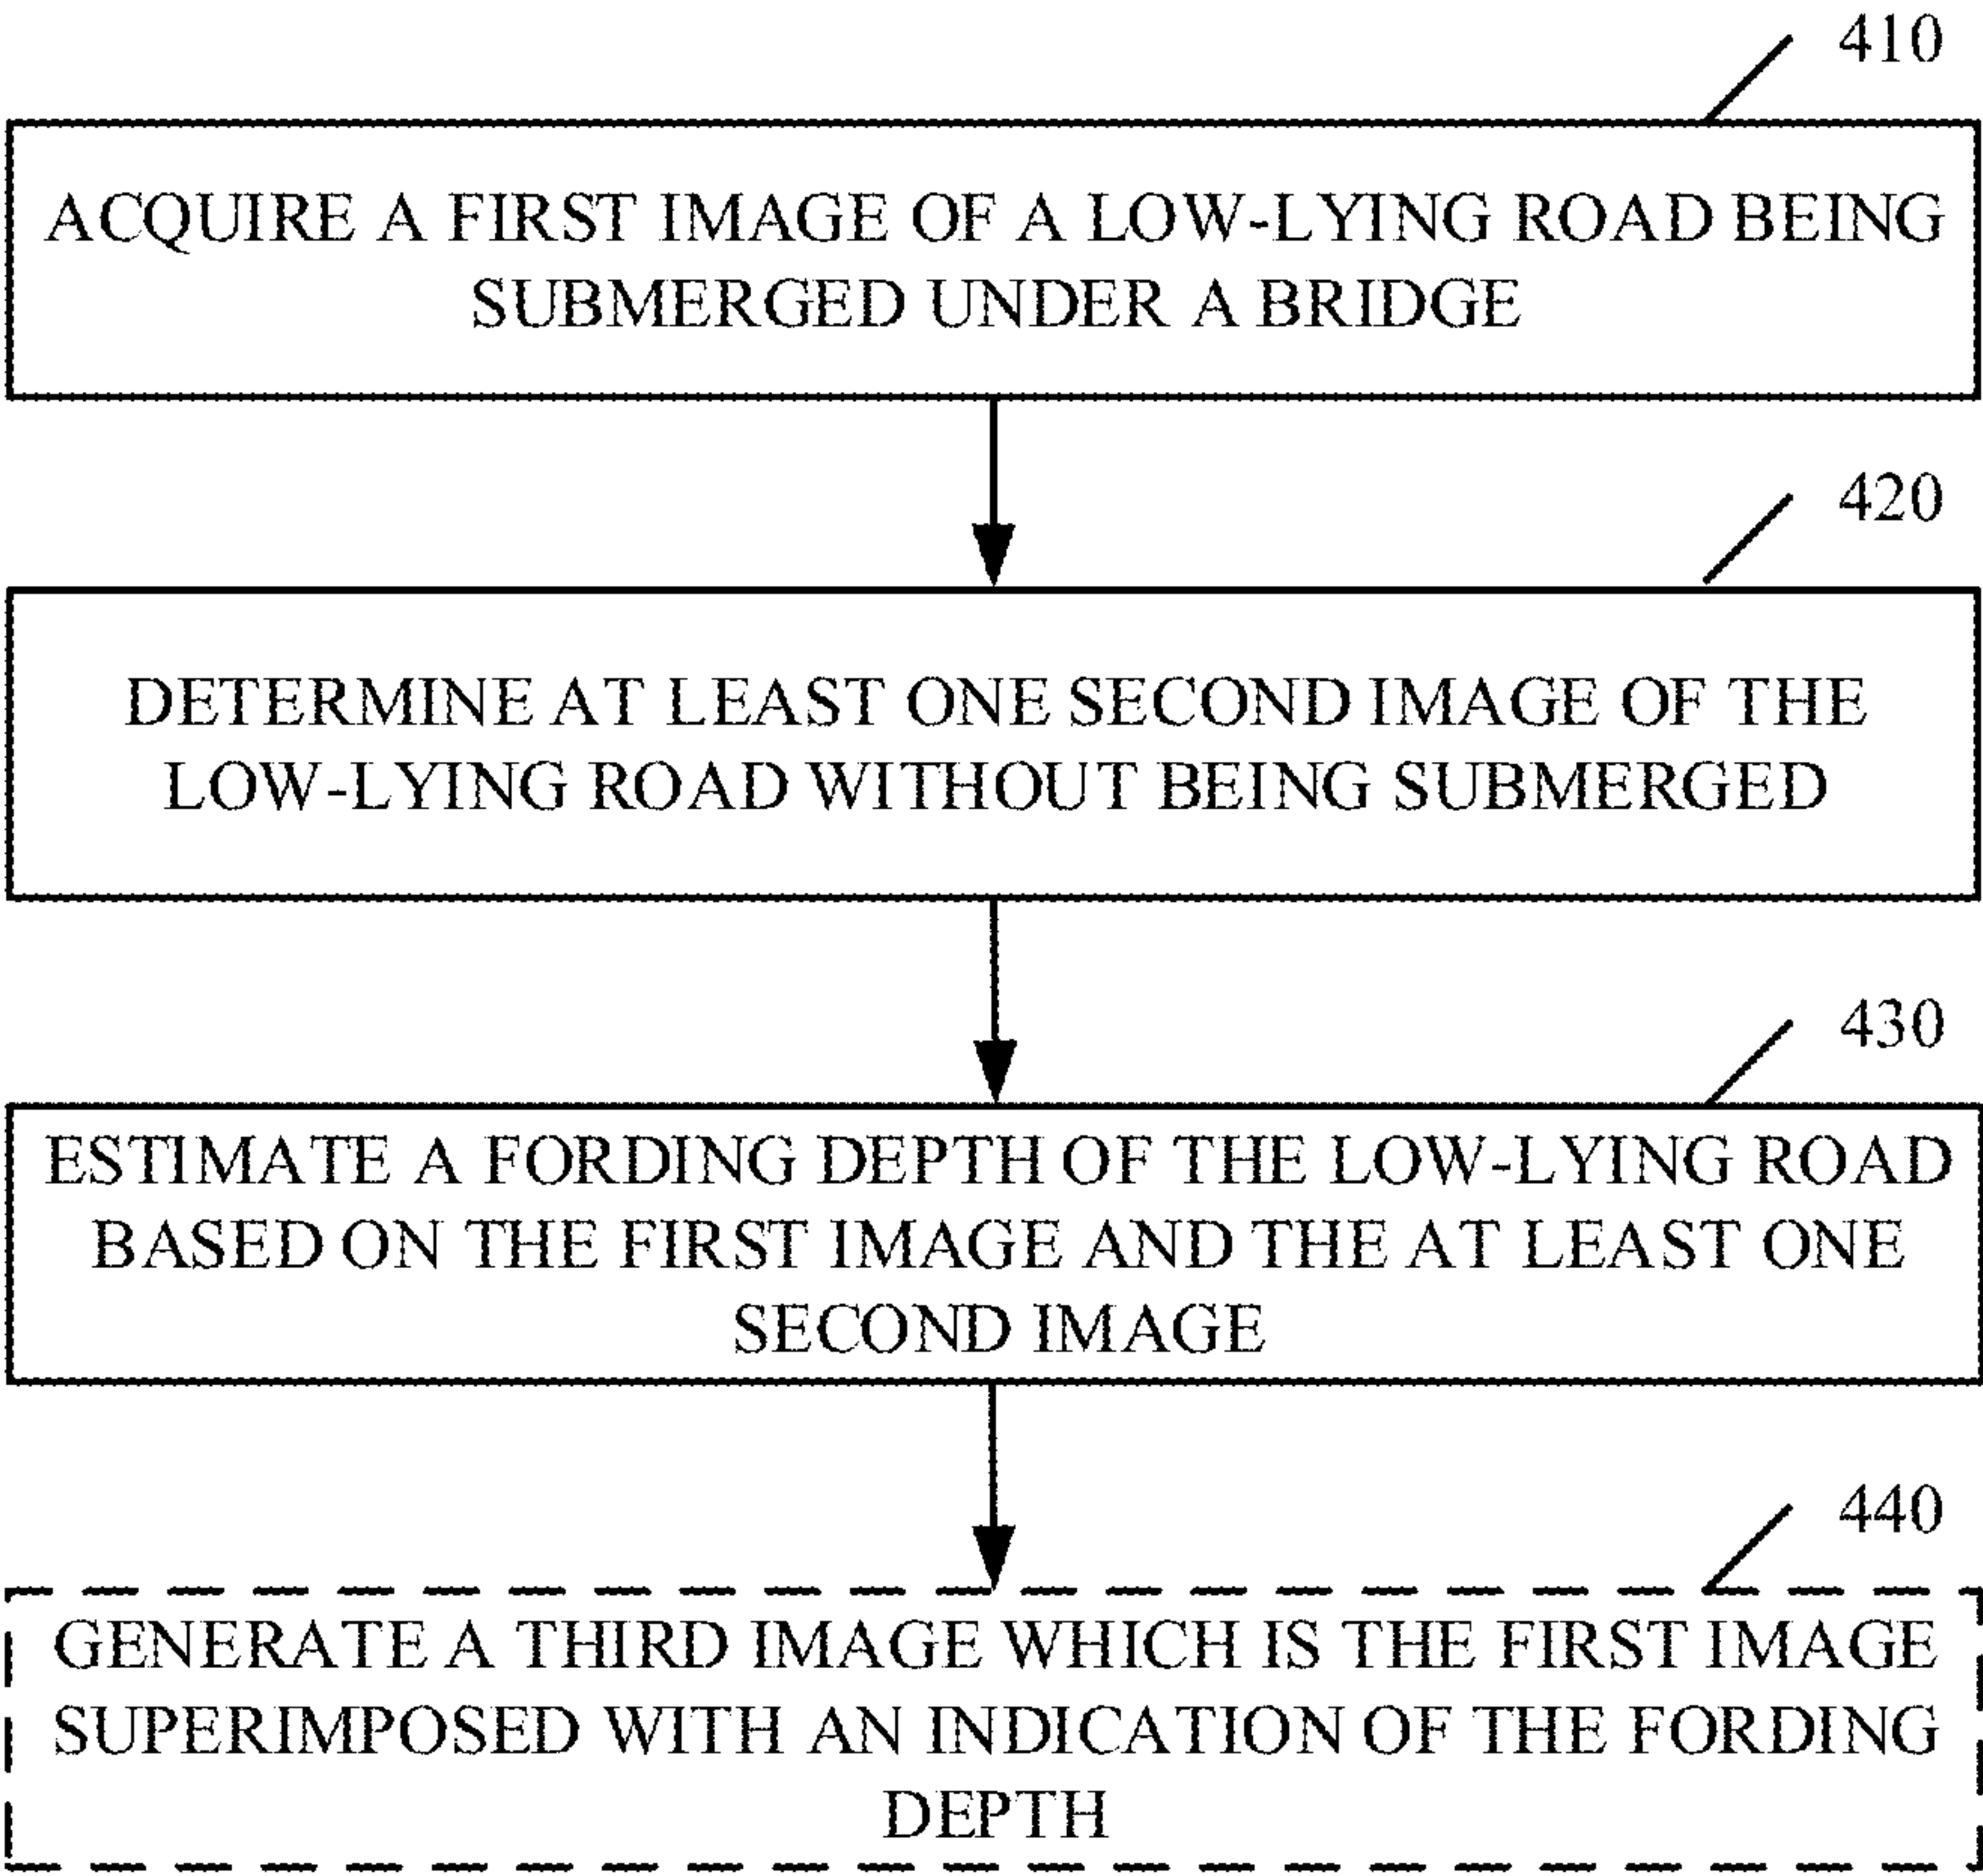 410
ACQUIRE A FIRST IMAGE OF A LOW-LYING ROAD BEING
SUBMERGED UNDER A BRIDGE
420
DETERMINE AT LEAST ONE SECOND IMAGE OF THE
LOW-LYING ROAD WITHOUT BEING SUBMERGED
430
ESTIMATE A FORDING DEPTH OF THE LOW-LYING ROAD
BASED ON THE FIRST IMAGE AND THE AT LEAST ONE
SECOND IMAGE
440
GENERATE A THIRD IMAGE WHICH IS THE FIRST IMAGE
SUPERIMPOSED WITH AN INDICATION OF THE FORDING
DEPTH